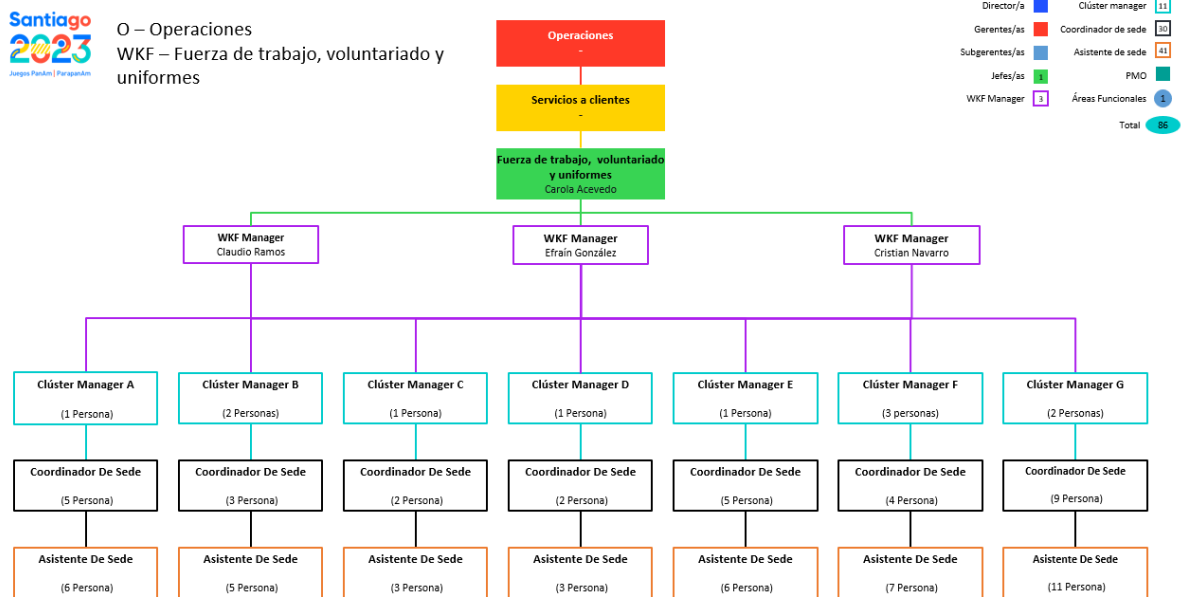 Santiago
2023
Juegos PanAm | ParapanAm
O – Operaciones
WKF – Fuerza de trabajo, voluntariado y
uniformes
Director/a
Clúster manager 11
Gerentes/as
Coordinador de sede 30
Subgerentes/as
Asistente de sede 41
Jefes/as 1
PMO
WKF Manager 3
Áreas Funcionales 1
Total 86
Operaciones
-
Servicios a clientes
-
Fuerza de trabajo, voluntariado
y uniformes
Carola Acevedo
WKF Manager
Claudio Ramos
WKF Manager
Efraín González
WKF Manager
Cristian Navarro
Clúster Manager A
(1 Persona)
Clúster Manager B
(2 Personas)
Clúster Manager C
(1 Persona)
Clúster Manager D
(1 Persona)
Clúster Manager E
(1 Persona)
Clúster Manager F
(3 personas)
Clúster Manager G
(2 Personas)
Coordinador De Sede
(5 Persona)
Coordinador De Sede
(3 Persona)
Coordinador De Sede
(2 Persona)
Coordinador De Sede
(2 Persona)
Coordinador De Sede
(5 Persona)
Coordinador De Sede
(4 Persona)
Coordinador De Sede
(9 Persona)
Asistente De Sede
(6 Persona)
Asistente De Sede
(5 Persona)
Asistente De Sede
(3 Persona)
Asistente De Sede
(3 Persona)
Asistente De Sede
(6 Persona)
Asistente De Sede
(7 Persona)
Asistente De Sede
(11 Persona)